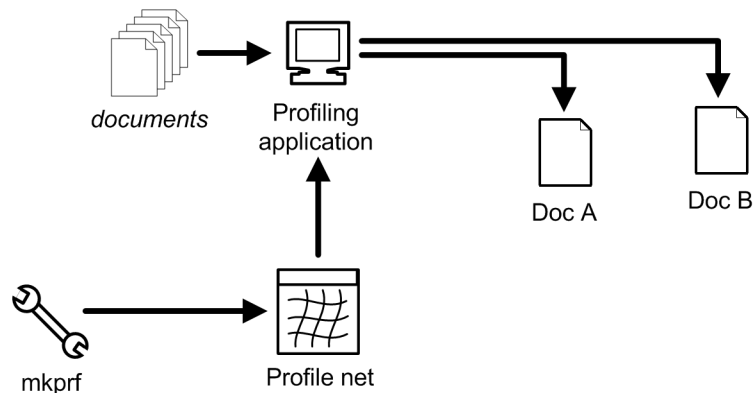 documents
Profiling
application
Doc A
Doc B
mkprf
Profile net